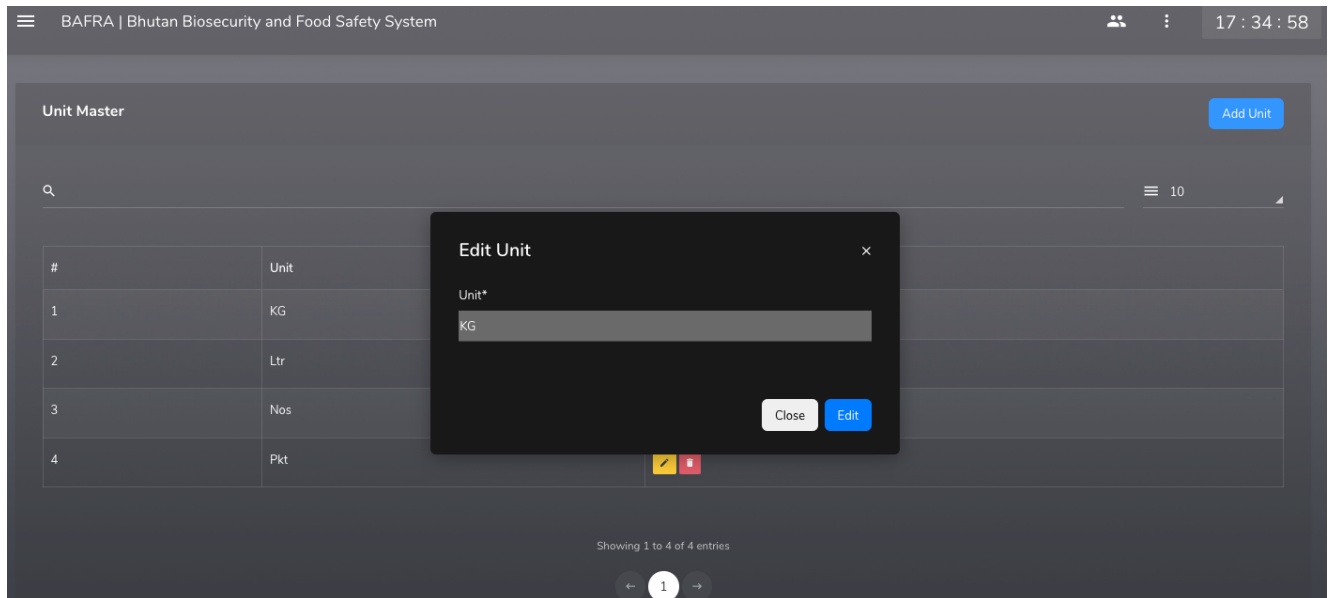 BAFRA | Bhutan Biosecurity and Food Safety System
17 : 34 : 58
Unit Master
Add Unit
10
Edit Unit
×
Unit*
KG
Close
Edit
# Unit
1 KG
2 Ltr
3 Nos
4 Pkt
Showing 1 to 4 of 4 entries
← 1 →